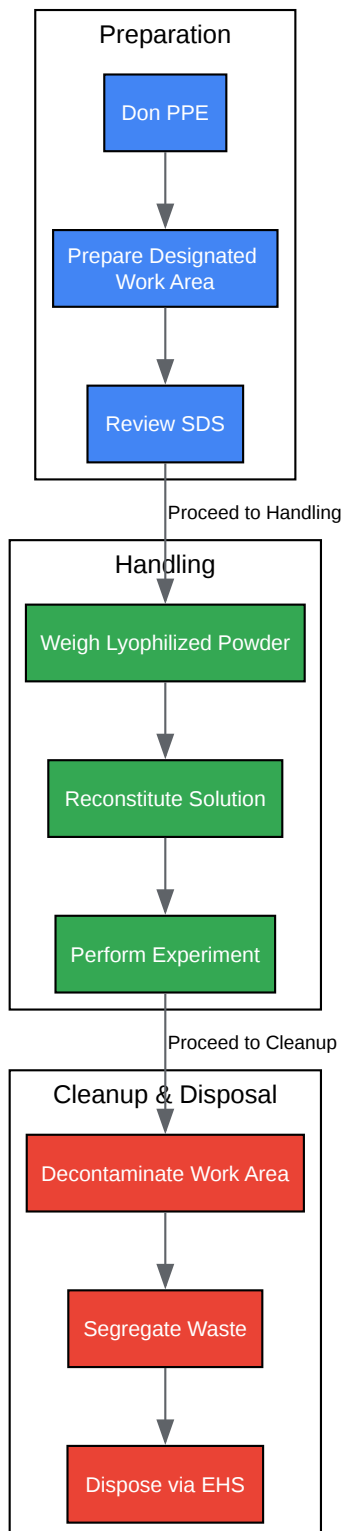 Preparation
Don PPE
Prepare Designated
Work Area
Review SDS
Proceed to Handling
Handling
Weigh Lyophilized Powder
Reconstitute Solution
Perform Experiment
Proceed to Cleanup
Cleanup & Disposal
Decontaminate Work Area
Segregate Waste
Dispose via EHS